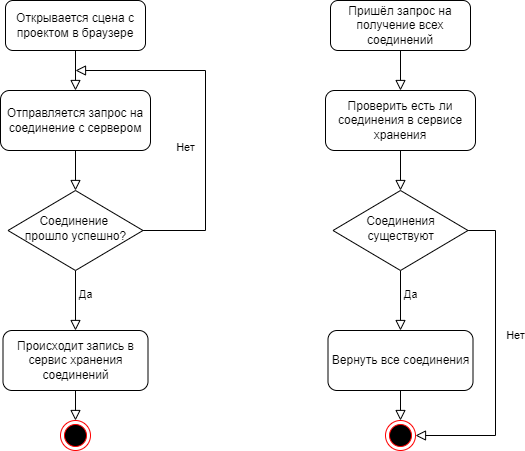 Открывается сцена с
проектом в браузере
Отправляется запрос на
соединение с сервером
Нет
Соединение
прошло успешно?
Да
Происходит запись в
сервис хранения
соединений
Пришёл запрос на
получение всех
соединений
Проверить есть ли
соединения в сервисе
хранения
Соединения
существуют
Да
Нет
Вернуть все соединения